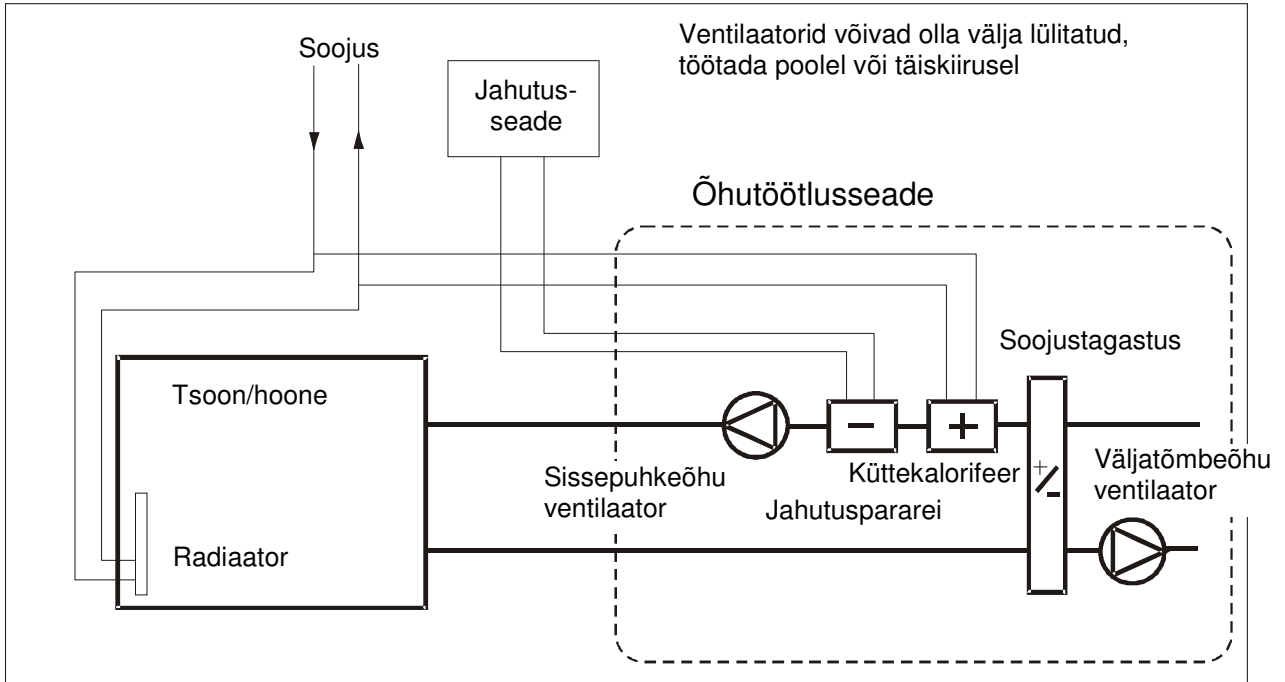 Ventilaatorid võivad olla välja lülitatud,
töötada poolel või täiskiirusel
Soojus
Jahutus-
seade
Õhutöötlusseade
Soojustagastus
Tsoon/hoone
Sissepuhkeõhu
ventilaator
Küttekalorifeer
Jahutuspararei
Väljatõmbeõhu
ventilaator
Radiaator